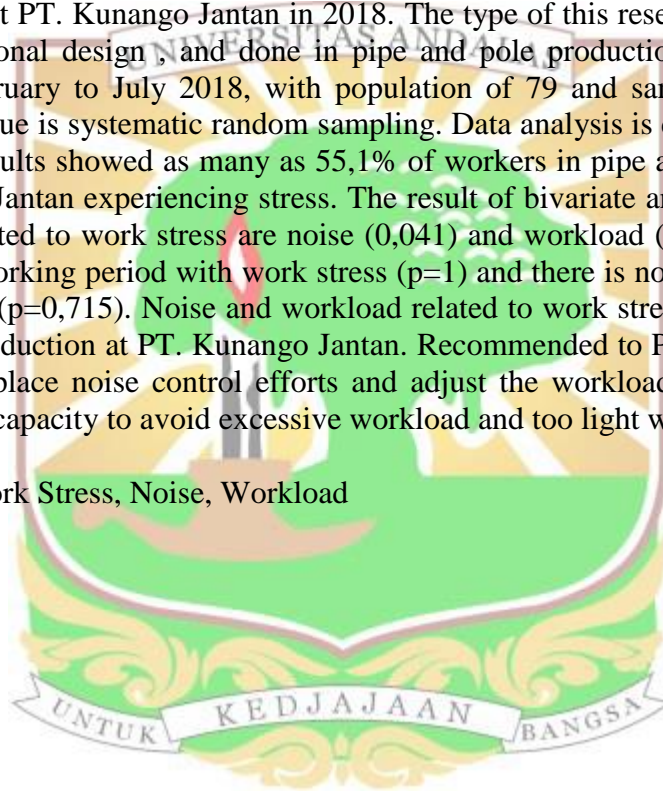 t PT. Kunango Jantan in 2018. The type of this rese
onal design , and done in pipe and pole productio
UNIVERSITAS ANDALAS
ruary to July 2018, with population of 79 and sar
ue is systematic random sampling. Data analysis is
ults showed as many as 55,1% of workers in pipe a
Jantan experiencing stress. The result of bivariate ar
ted to work stress are noise (0,041) and workload (
orking period with work stress (p=1) and there is no
(p=0,715). Noise and workload related to work stre
duction at PT. Kunango Jantan. Recommended to P
place noise control efforts and adjust the workload
capacity to avoid excessive workload and too light w
ork Stress, Noise, Workload
UNTUK KEDJAJAAN BANGSA